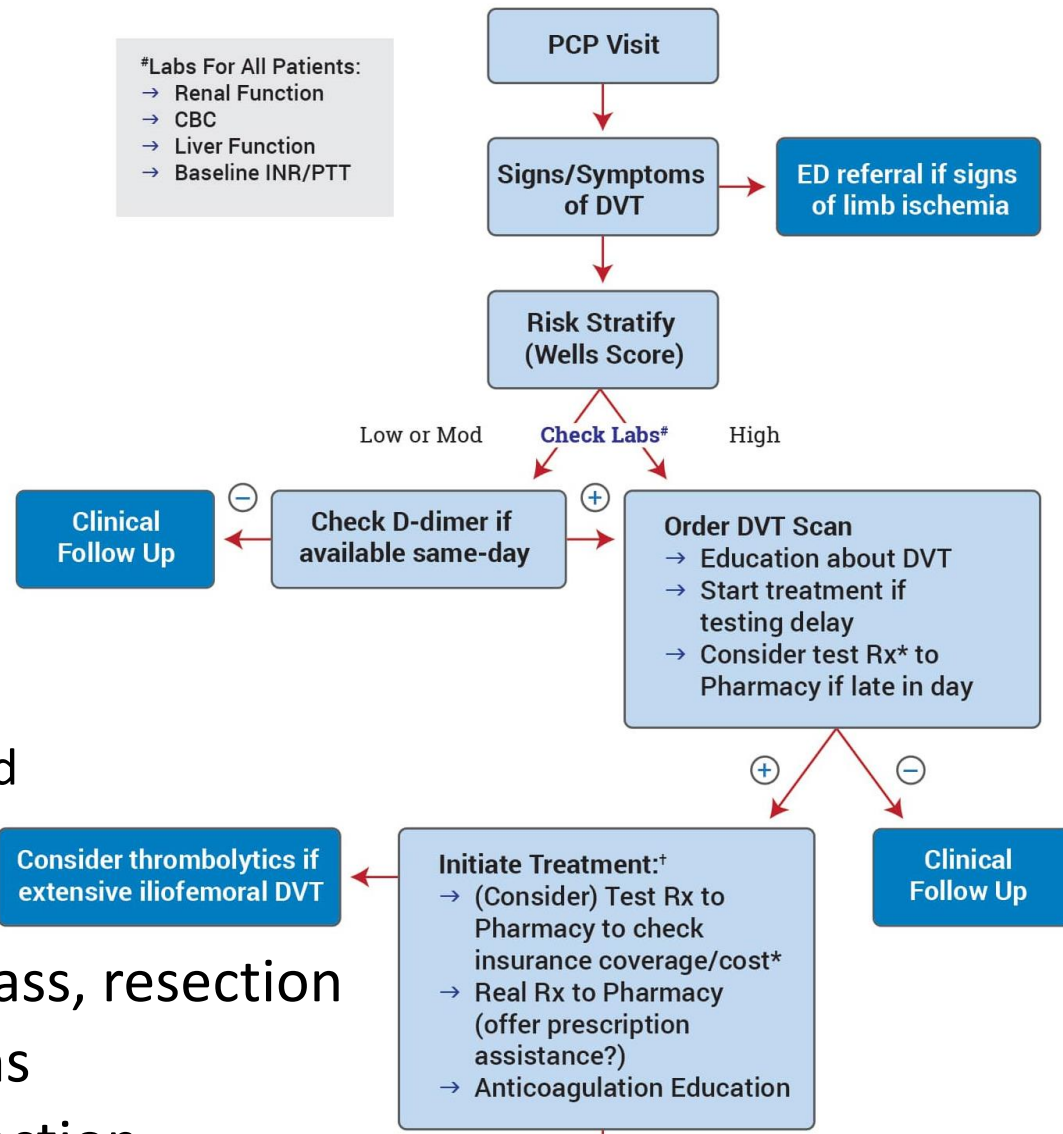 PCP Visit
#Labs For All Patients:
→ Renal Function
→ CBC
→ Liver Function
→ Baseline INR/PTT
Signs/Symptoms
of DVT
ED referral if signs
of limb ischemia
Risk Stratify
(Wells Score)
Low or Mod
Check Labs#
High
Clinical
Follow Up
−
Check D-dimer if
available same-day
+
Order DVT Scan
→ Education about DVT
→ Start treatment if
testing delay
→ Consider test Rx* to
Pharmacy if late in day
+
−
d
Consider thrombolytics if
extensive iliofemoral DVT
Initiate Treatment:†
→ (Consider) Test Rx to
Pharmacy to check
insurance coverage/cost*
→ Real Rx to Pharmacy
(offer prescription
assistance?)
→ Anticoagulation Education
Clinical
Follow Up
ass, resection
ns